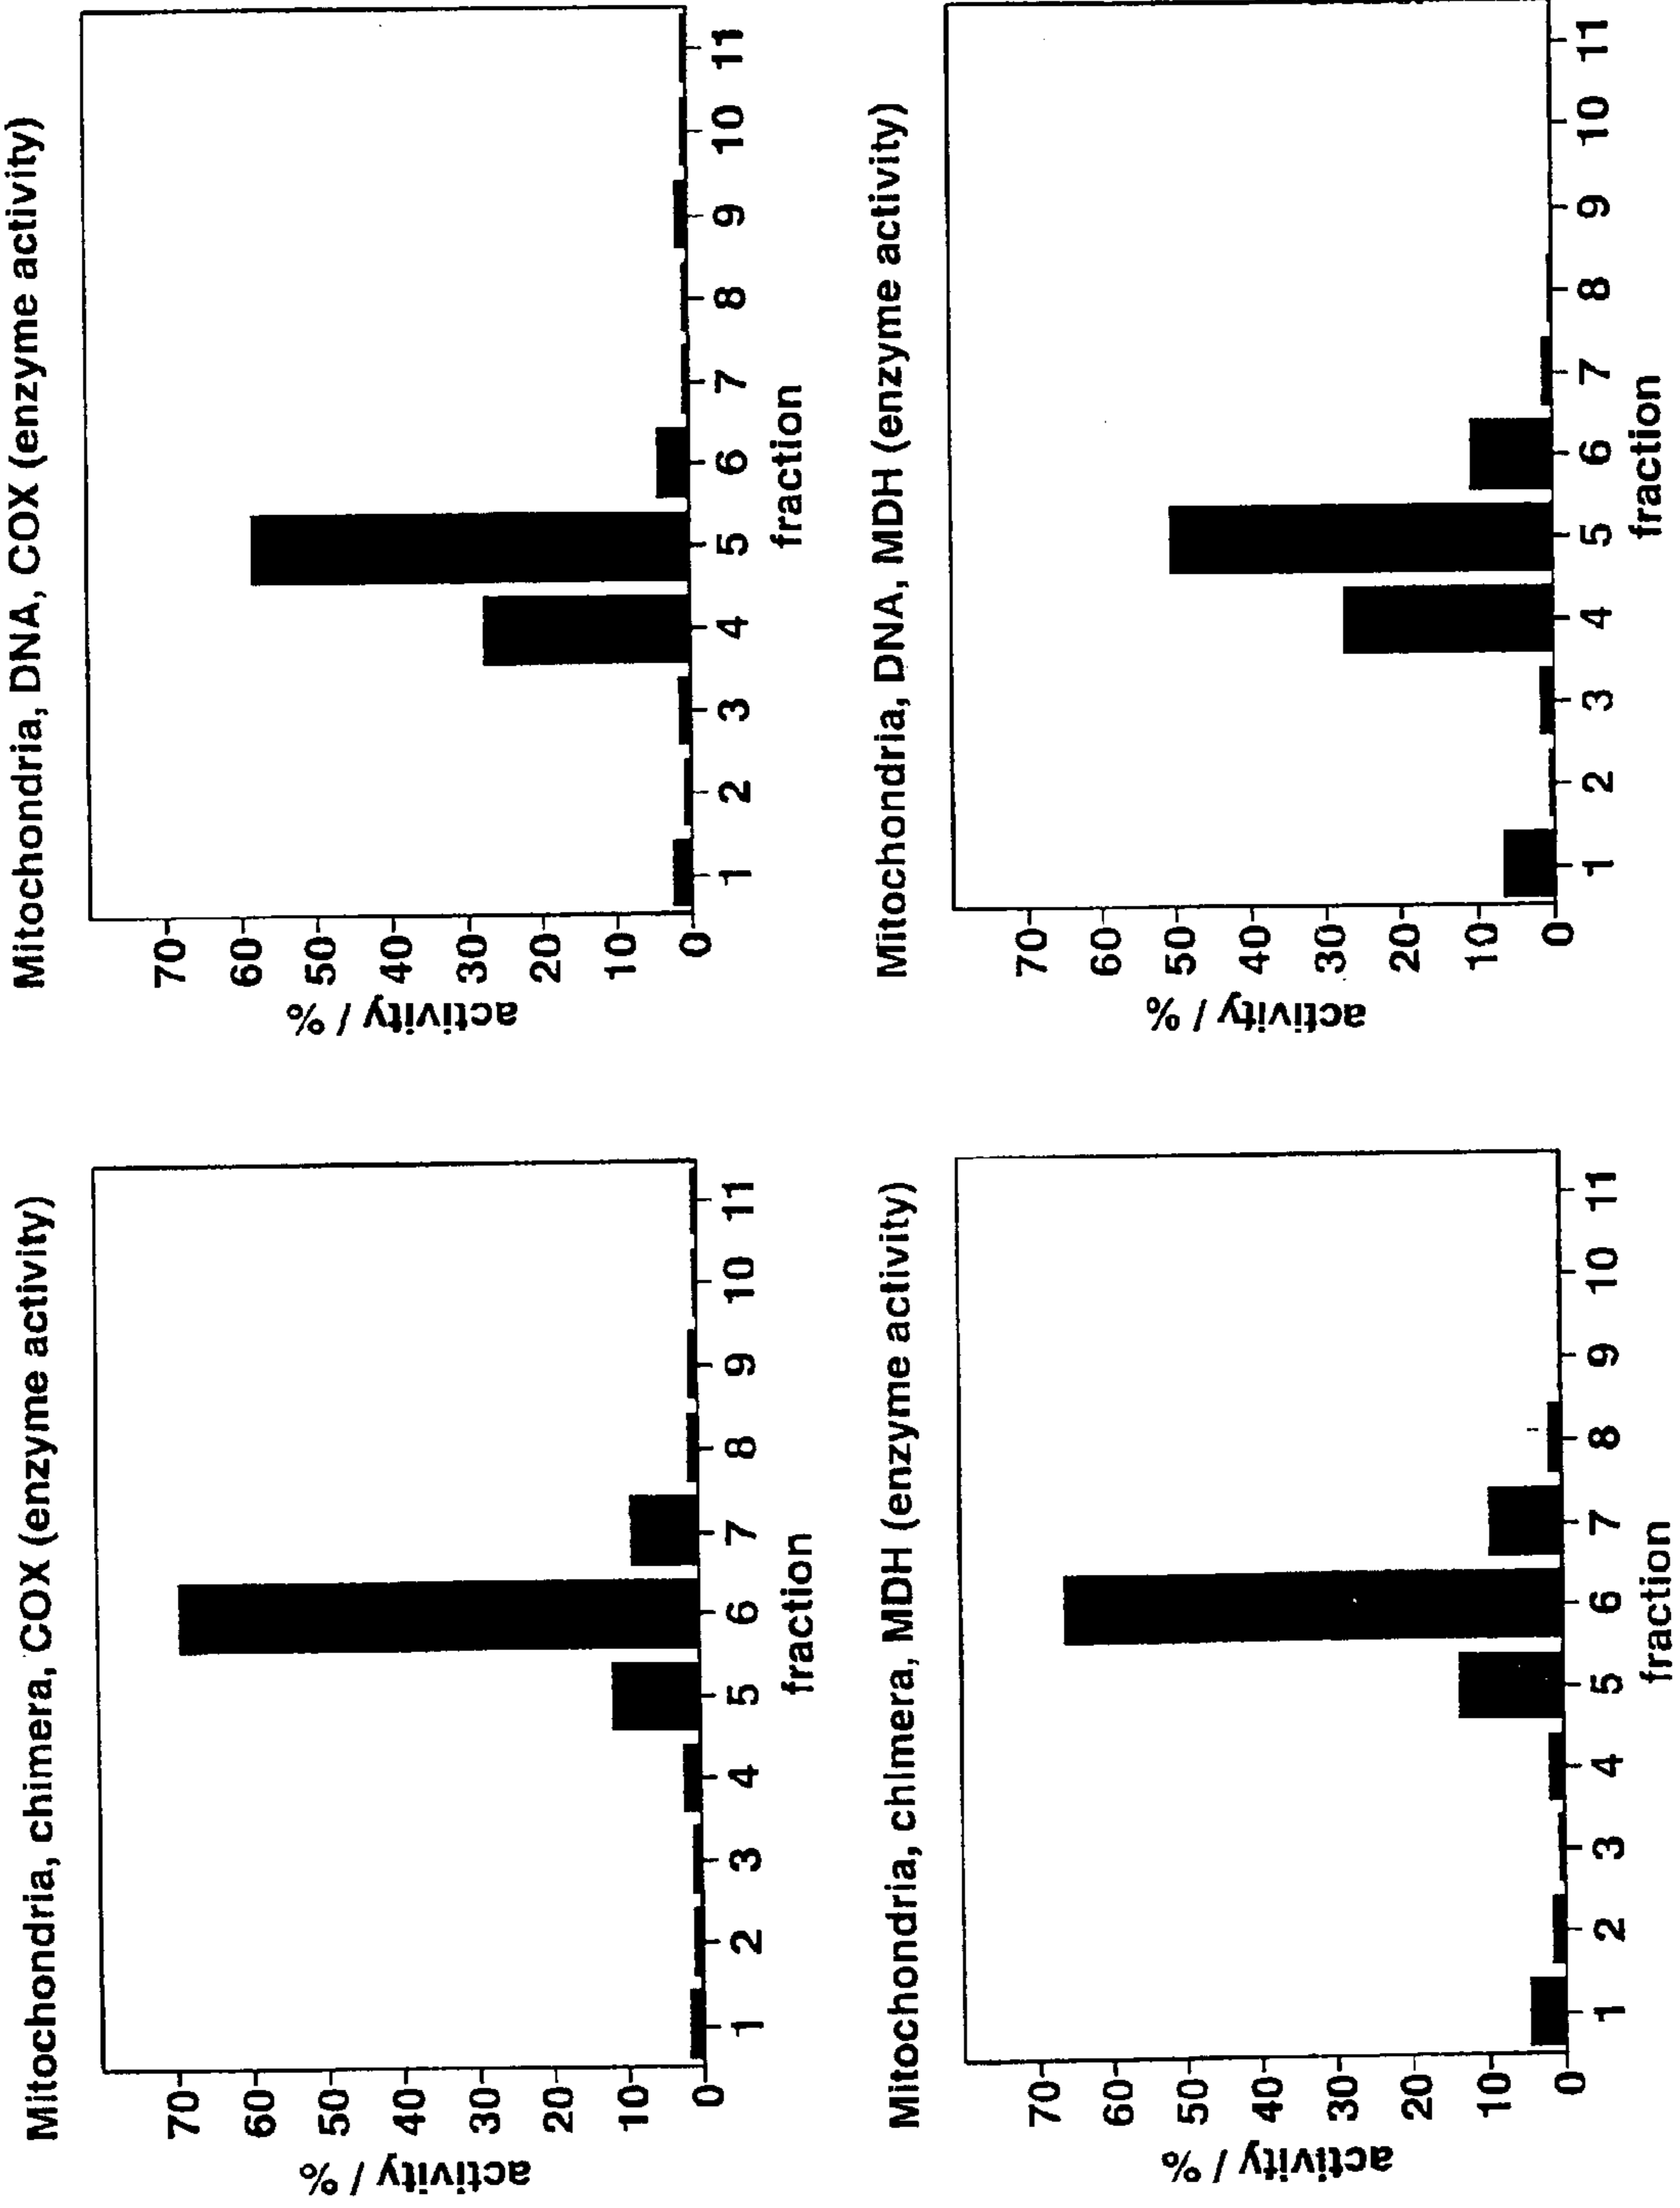 Mitochondria, chimera, COX (enzyme activity)
activity / %
70
60
50
40
30
20
10
0
1 2 3 4 5 6 7 8 9 10 11
fraction
Mitochondria, DNA, COX (enzyme activity)
activity / %
70
60
50
40
30
20
10
0
1 2 3 4 5 6 7 8 9 10 11
fraction
Mitochondria, chimera, MDH (enzyme activity)
activity / %
70
60
50
40
30
20
10
0
1 2 3 4 5 6 7 8 9 10 11
fraction
Mitochondria, DNA, MDH (enzyme activity)
activity / %
70
60
50
40
30
20
10
0
1 2 3 4 5 6 7 8 9 10 11
fraction